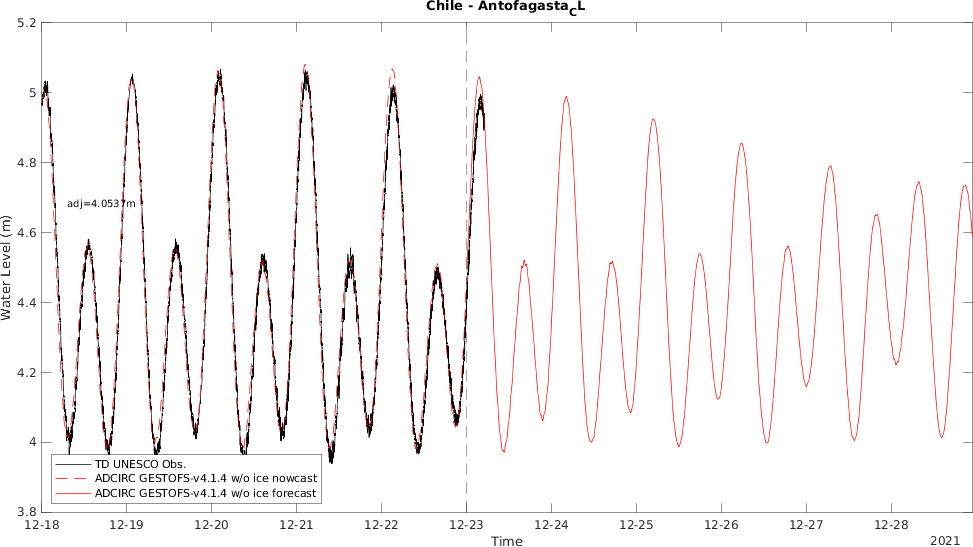 Chile - Antofagasta_CL
5.2
5
4.8
4.6
4.4
4.2
4
3.8
Water Level (m)
adj=4.0537m
TD UNESCO Obs.
ADCIRC GESTOFS-v4.1.4 w/o ice nowcast
ADCIRC GESTOFS-v4.1.4 w/o ice forecast
12-18 12-19 12-20 12-21 12-22 12-23 12-24 12-25 12-26 12-27 12-28
Time
2021